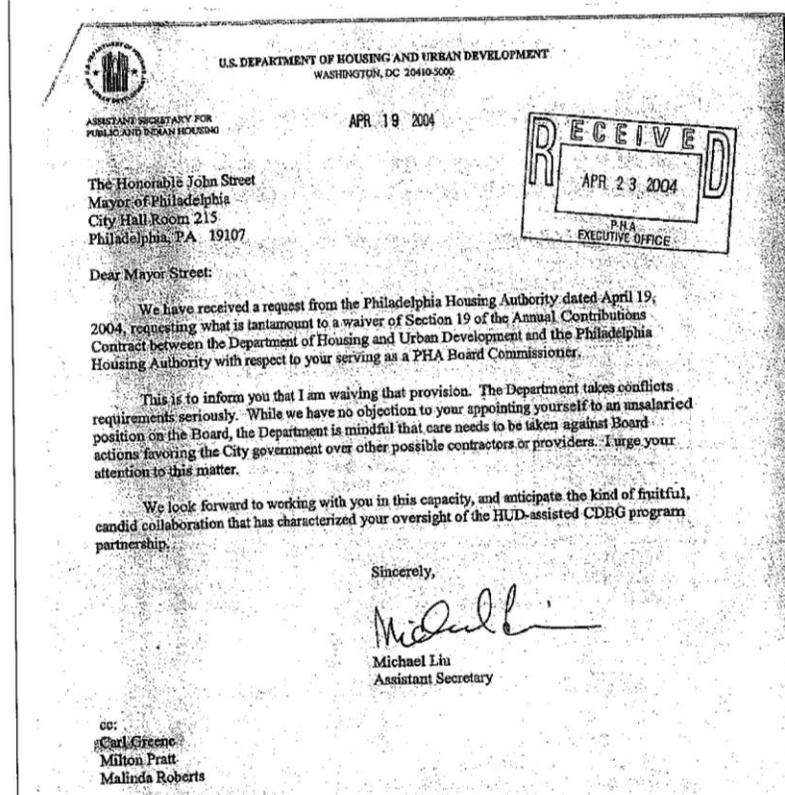 U.S. DEPARTMENT OF HOUSING AND URBAN DEVELOPMENT
WASHINGTON, DC 20410-5000
ASSISTANT SECRETARY FOR
PUBLIC AND INDIAN HOUSING
APR 19 2004
RECEIVED
APR 23 2004
PHA
EXECUTIVE OFFICE
The Honorable John Street
Mayor of Philadelphia
City Hall Room 215
Philadelphia, PA 19107
Dear Mayor Street:
We have received a request from the Philadelphia Housing Authority dated April 19,
2004, requesting what is tantamount to a waiver of Section 19 of the Annual Contributions
Contract between the Department of Housing and Urban Development and the Philadelphia
Housing Authority with respect to your serving as a PHA Board Commissioner.
This is to inform you that I am waiving that provision. The Department takes conflicts
requirements seriously. While we have no objection to your appointing yourself to an unsalaried
position on the Board, the Department is mindful that care needs to be taken against Board
actions favoring the City government over other possible contractors or providers. I urge your
attention to this matter.
We look forward to working with you in this capacity, and anticipate the kind of fruitful,
candid collaboration that has characterized your oversight of the HUD-assisted CDBG program
partnership.
Sincerely,
Michael Liu
Michael Liu
Assistant Secretary
cc:
Carl Greene
Milton Pratt
Malinda Roberts